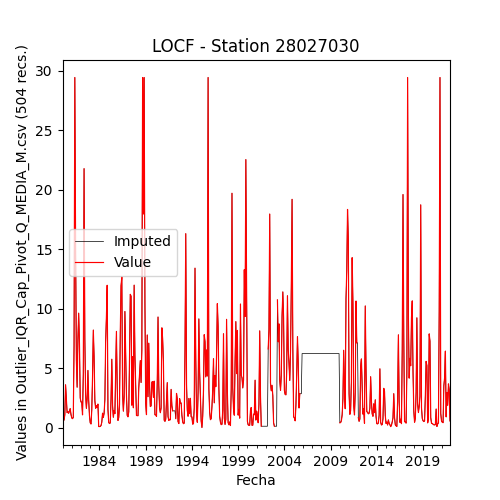 LOCF - Station 28027030
Values in Outlier_IQR_Cap_Pivot_Q_MEDIA_M.csv (504 recs.)
30
25
20
15
10
5
0
Imputed
Value
1984 1989 1994 1999 2004 2009 2014 2019
Fecha